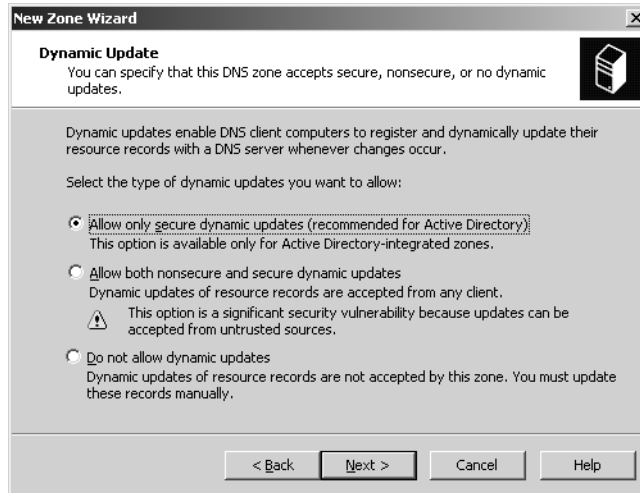 New Zone Wizard
Dynamic Update
You can specify that this DNS zone accepts secure, nonsecure, or no dynamic
updates.
Dynamic updates enable DNS client computers to register and dynamically update their
resource records with a DNS server whenever changes occur.
Select the type of dynamic updates you want to allow:
Allow only secure dynamic updates (recommended for Active Directory)
This option is available only for Active Directory-integrated zones.
Allow both nonsecure and secure dynamic updates
Dynamic updates of resource records are accepted from any client.
This option is a significant security vulnerability because updates can be
accepted from untrusted sources.
Do not allow dynamic updates
Dynamic updates of resource records are not accepted by this zone. You must update
these records manually.
< Back Next > Cancel Help